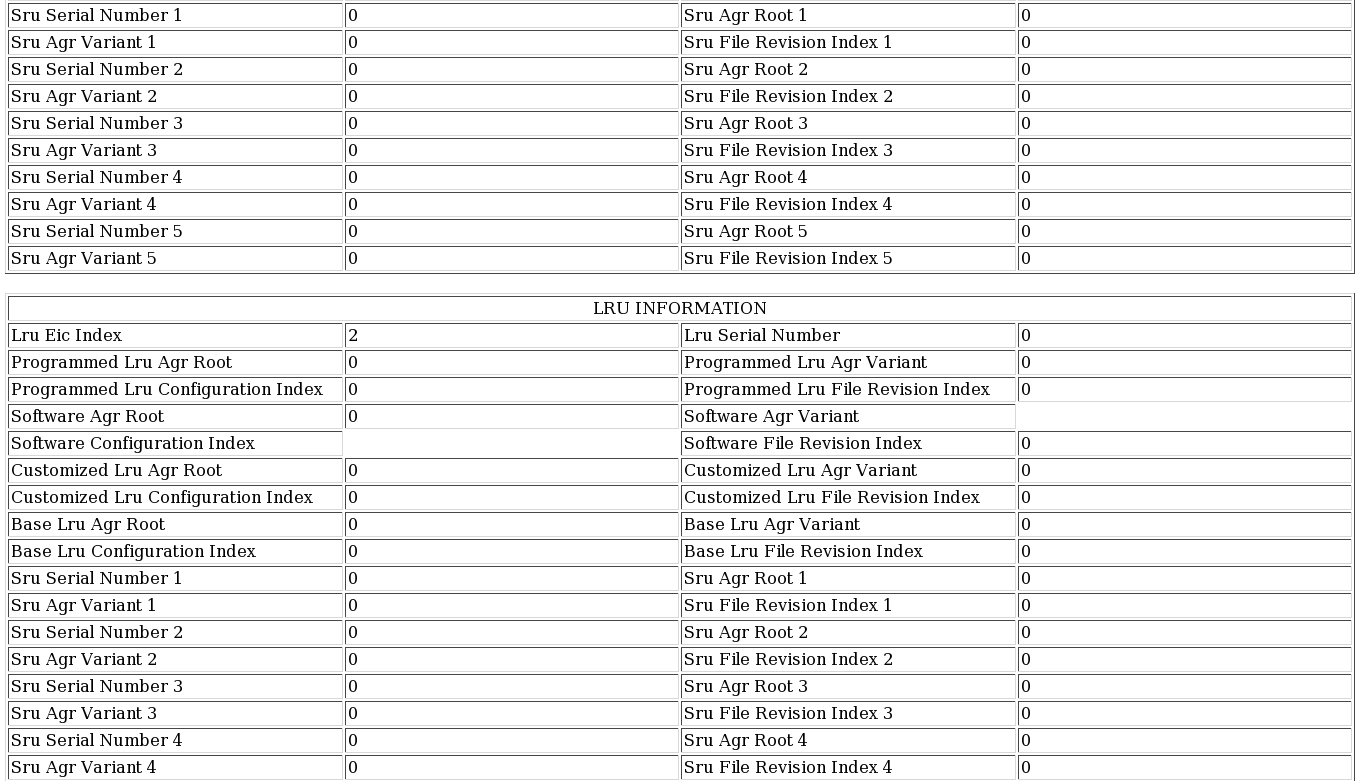 Sru Serial Number 1 0 Sru Agr Root 1 0
Sru Agr Variant 1 0 Sru File Revision Index 1 0
Sru Serial Number 2 0 Sru Agr Root 2 0
Sru Agr Variant 2 0 Sru File Revision Index 2 0
Sru Serial Number 3 0 Sru Agr Root 3 0
Sru Agr Variant 3 0 Sru File Revision Index 3 0
Sru Serial Number 4 0 Sru Agr Root 4 0
Sru Agr Variant 4 0 Sru File Revision Index 4 0
Sru Serial Number 5 0 Sru Agr Root 5 0
Sru Agr Variant 5 0 Sru File Revision Index 5 0
LRU INFORMATION
Lru Eic Index 2 Lru Serial Number 0
Programmed Lru Agr Root 0 Programmed Lru Agr Variant 0
Programmed Lru Configuration Index 0 Programmed Lru File Revision Index 0
Software Agr Root 0 Software Agr Variant
Software Configuration Index Software File Revision Index 0
Customized Lru Agr Root 0 Customized Lru Agr Variant 0
Customized Lru Configuration Index 0 Customized Lru File Revision Index 0
Base Lru Agr Root 0 Base Lru Agr Variant 0
Base Lru Configuration Index 0 Base Lru File Revision Index 0
Sru Serial Number 1 0 Sru Agr Root 1 0
Sru Agr Variant 1 0 Sru File Revision Index 1 0
Sru Serial Number 2 0 Sru Agr Root 2 0
Sru Agr Variant 2 0 Sru File Revision Index 2 0
Sru Serial Number 3 0 Sru Agr Root 3 0
Sru Agr Variant 3 0 Sru File Revision Index 3 0
Sru Serial Number 4 0 Sru Agr Root 4 0
Sru Agr Variant 4 0 Sru File Revision Index 4 0